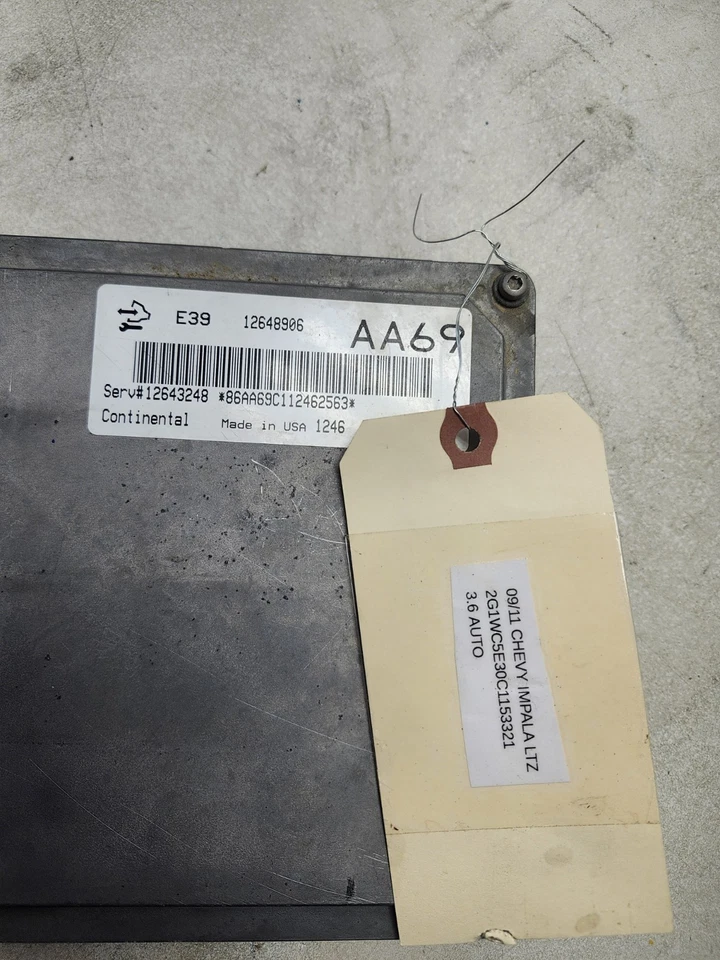 E39 12648906 AA69
Serv#12643248 *86AA69C112462563*
Continental Made in USA 1246
09/11 CHEVY IMPALA LTZ
2G1WC5E30C1153321
3.6 AUTO